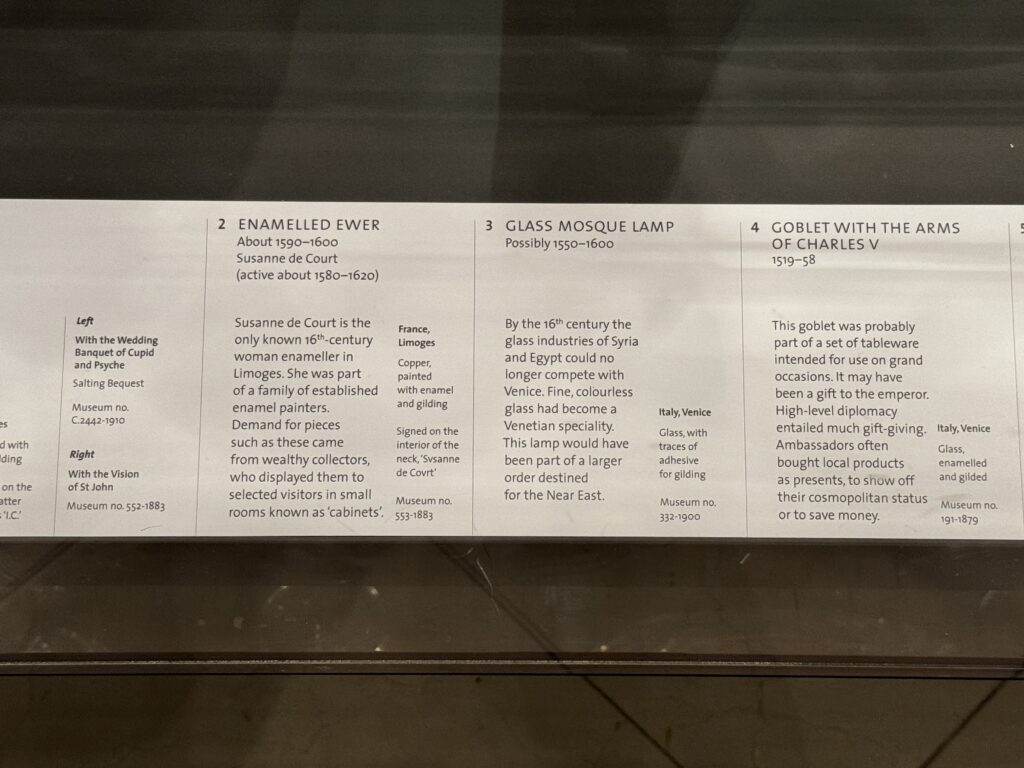 es
d with
lding
on the
atter
'I.C.'
Left
With the Wedding
Banquet of Cupid
and Psyche
Salting Bequest
Museum no.
C.2442-1910
Right
With the Vision
of St John
Museum no. 552-1883
2 ENAMELLED EWER
About 1590–1600
Susanne de Court
(active about 1580–1620)
Susanne de Court is the
only known 16th-century
woman enameller in
Limoges. She was part
of a family of established
enamel painters.
Demand for pieces
such as these came
from wealthy collectors,
who displayed them to
selected visitors in small
rooms known as 'cabinets'.
France,
Limoges
Copper,
painted
with enamel
and gilding
Signed on the
interior of the
neck, 'Svsanne
de Covrt'
Museum no.
553-1883
3 GLASS MOSQUE LAMP
Possibly 1550–1600
By the 16th century the
glass industries of Syria
and Egypt could no
longer compete with
Venice. Fine, colourless
glass had become a
Venetian speciality.
This lamp would have
been part of a larger
order destined
for the Near East.
Italy, Venice
Glass, with
traces of
adhesive
for gilding
Museum no.
332-1900
4 GOBLET WITH THE ARMS
OF CHARLES V
1519–58
This goblet was probably
part of a set of tableware
intended for use on grand
occasions. It may have
been a gift to the emperor.
High-level diplomacy
entailed much gift-giving.
Ambassadors often
bought local products
as presents, to show off
their cosmopolitan status
or to save money.
Italy, Venice
Glass,
enamelled
and gilded
Museum no.
191-1879